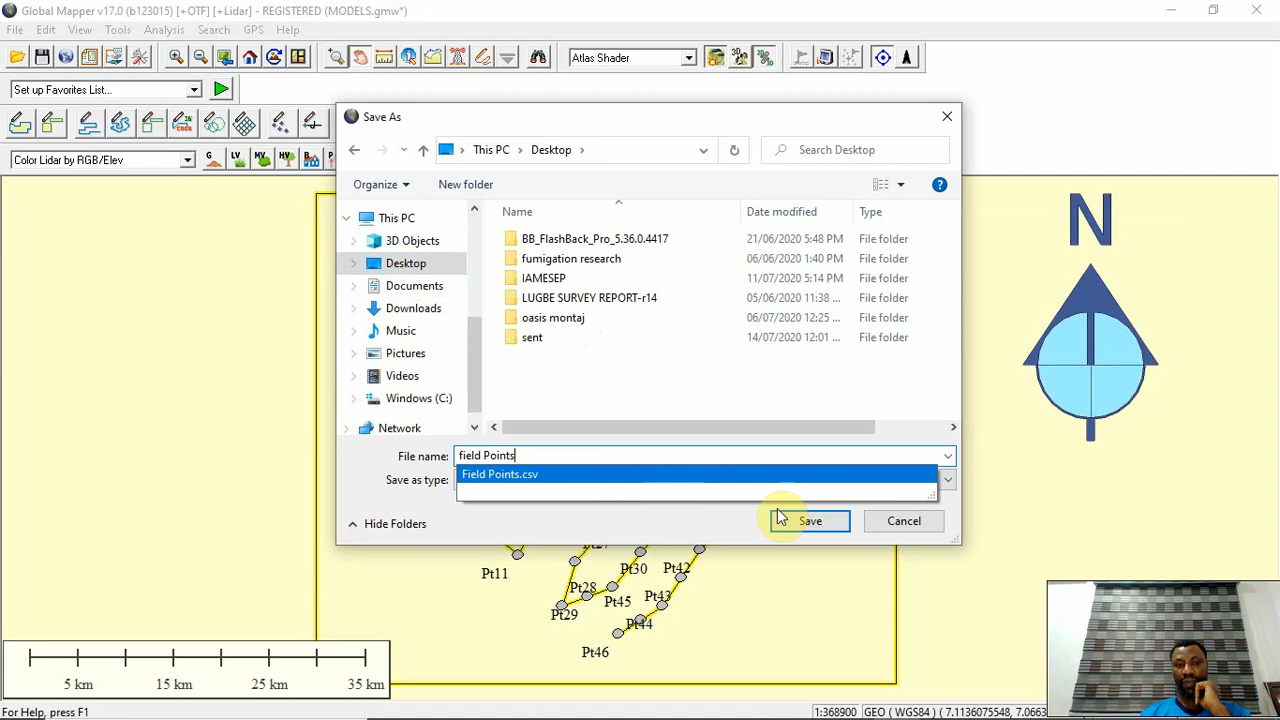 Global Mapper v17.0 (b123015) [+OTF] [+Lidar] - REGISTERED (MODELS.gmw*)
File Edit View Tools Analysis Search GPS Help
Atlas Shader
Set up Favorites List...
Color Lidar by RGB/Elev
Save As
This PC > Desktop >
Search Desktop
Organize
New folder
This PC
3D Objects
Desktop
Documents
Downloads
Music
Pictures
Videos
Windows (C:)
Network
Name Date modified Type
BB_FlashBack_Pro_5.36.0.4417 21/06/2020 5:48 PM File folder
fumigation research 06/06/2020 1:40 PM File folder
IAMESEP 11/07/2020 5:14 PM File folder
LUGBE SURVEY REPORT-r14 05/06/2020 11:38 ... File folder
oasis montaj 06/07/2020 12:25 ... File folder
sent 14/07/2020 12:01 ... File folder
File name: field Points
Field Points.csv
Save as type:
Hide Folders
Save
Cancel
N
Pt11
Pt30
Pt42
Pt28
Pt45
Pt43
Pt29
Pt44
Pt46
5 km 15 km 25 km 35 km
For Help, press F1
1:368900 GEO ( WGS84 ) ( 7.1136075548, 7.0663